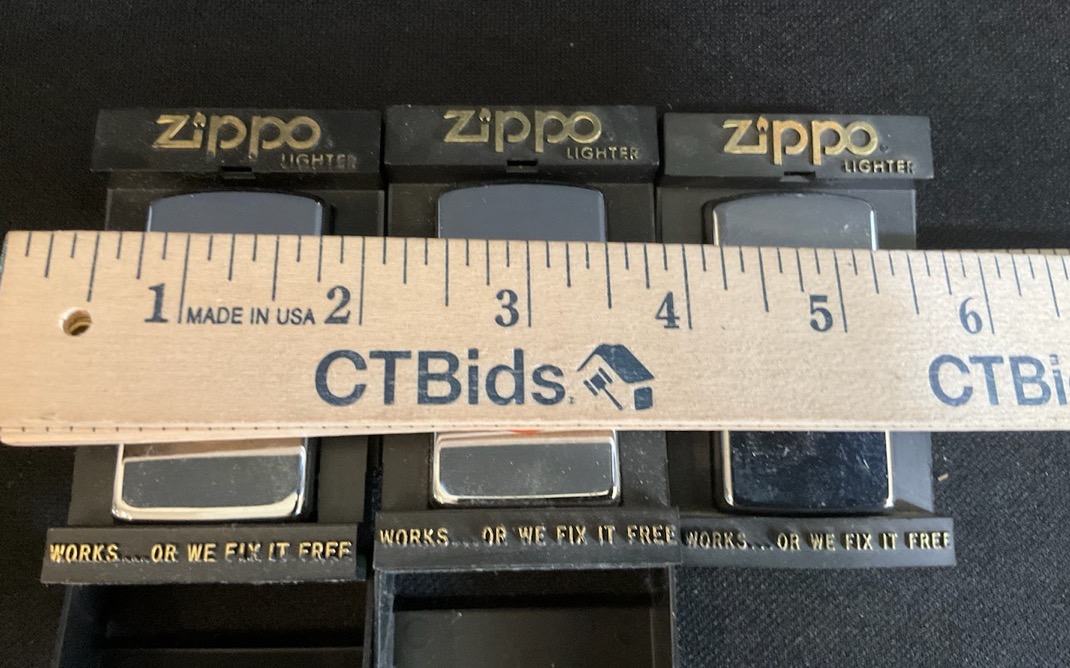 Zippo
LIGHTER
Zippo
LIGHTER
Zippo
LIGHTER
1 MADE IN USA 2 3 4 5 6
CTBids
CTBi
WORKS...OR WE FIX IT FREE
WORKS...OR WE FIX IT FREE
WORKS...OR WE FIX IT FREE